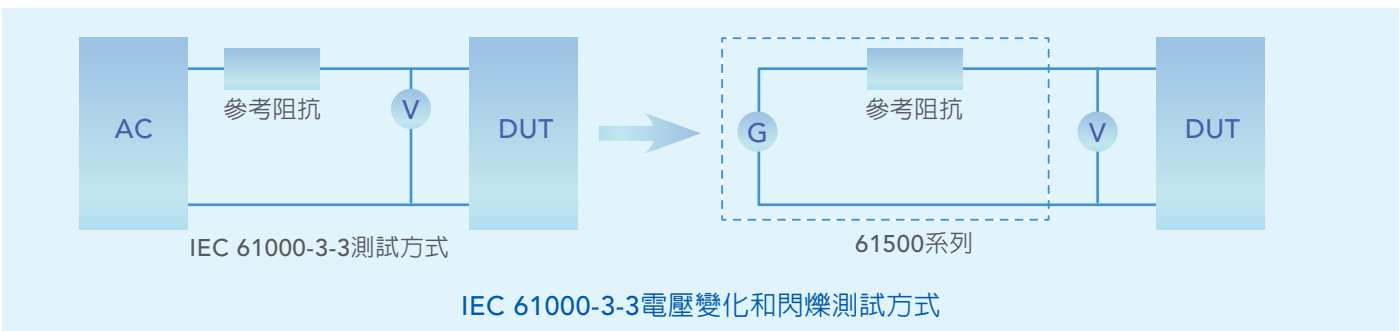 AC
參考阻抗
V
DUT
IEC 61000-3-3測試方式
G
參考阻抗
V
DUT
61500系列
IEC 61000-3-3電壓變化和閃爍測試方式